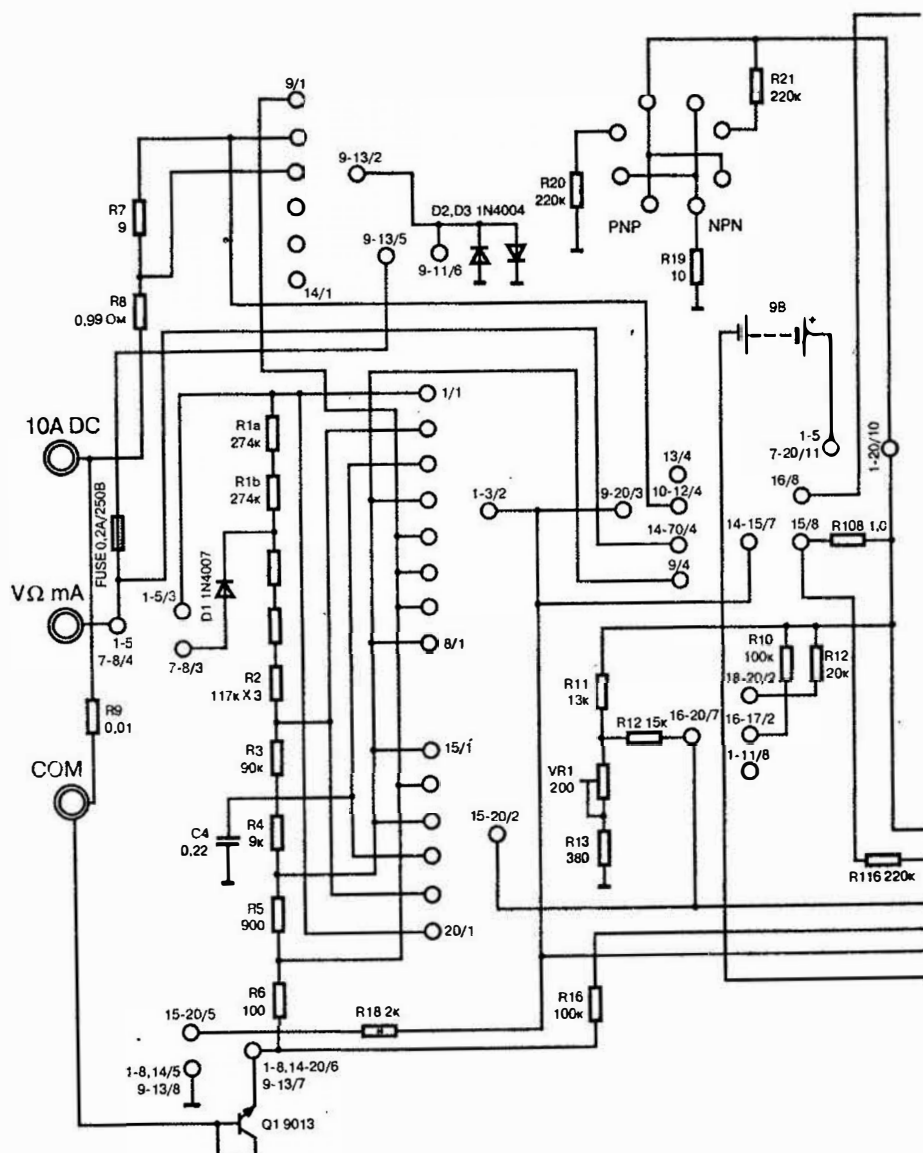 9/1
R21
220к
9-13/2
R20
220к
D2,D3 1N4004
R7
9
PNP
NPN
9-13/5
9-11/6
R19
10
14/1
R8
0,99 Ом
9В
+
1/1
10A DC
R1a
274к
1-5
7-20/11
1-20/10
R1b
274к
13/4
16/8
1-3/2
9-20/3
10-12/4
FUSE 0,2A/250В
14-70/4
14-15/7
15/8
R108 1,0
D1 1N4007
9/4
VΩ mA
1-5/3
1-5
7-8/4
7-8/3
8/1
R10
100к
R12
20к
R2
117к X 3
R11
13к
18-20/2
R9
0,01
R12 15к
16-20/7
16-17/2
R3
90к
15/1
1-11/8
COM
VR1
200
C4
0,22
R4
9к
15-20/2
R13
380
R116 220к
R5
900
20/1
R6
100
R16
100к
15-20/5
R18 2к
1-8,14/5
9-13/8
1-8,14-20/6
9-13/7
Q1 9013